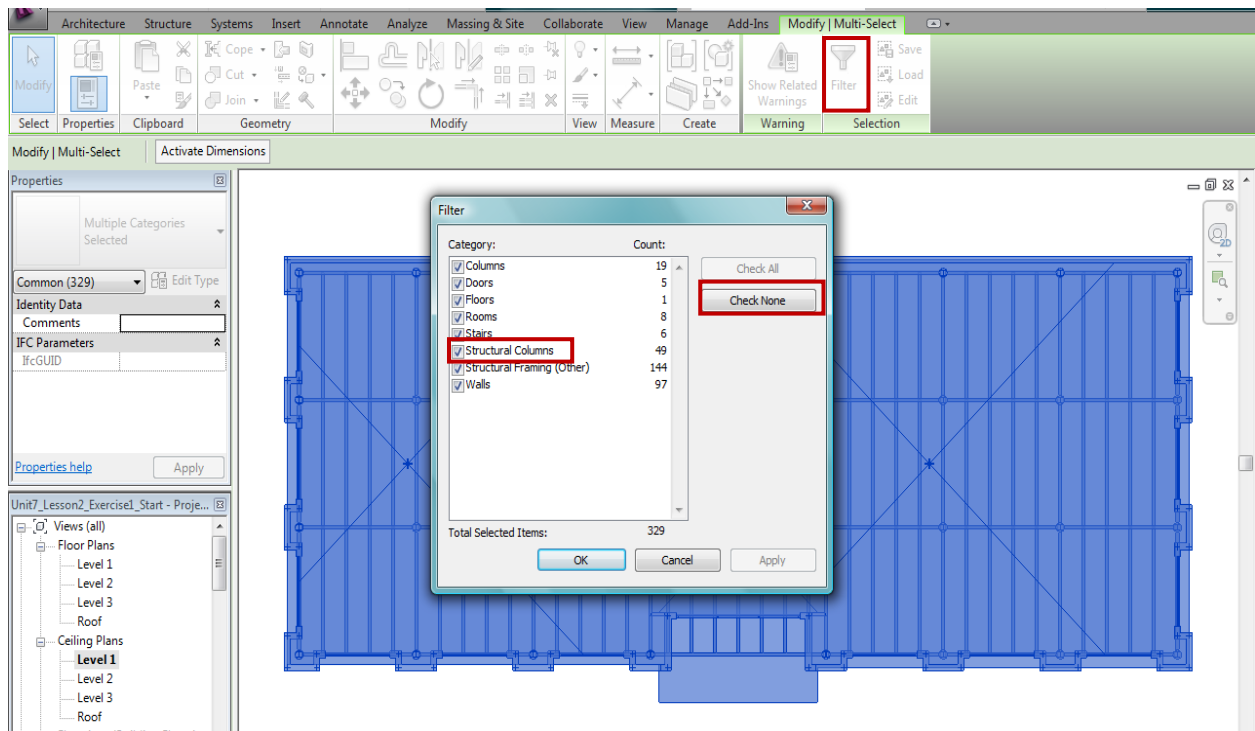 Architecture Structure Systems Insert Annotate Analyze Massing & Site Collaborate View Manage Add-Ins Modify | Multi-Select
Modify
Paste
Cope
Cut
Join
Show Related Warnings
Filter
Save
Load
Edit
Select Properties Clipboard Geometry Modify View Measure Create Warning Selection
Modify | Multi-Select Activate Dimensions
Properties
Multiple Categories
Selected
Common (329) Edit Type
Identity Data
Comments
IFC Parameters
IfcGUID
Properties help Apply
Unit7_Lesson2_Exercise1_Start - Proje...
Views (all)
Floor Plans
Level 1
Level 2
Level 3
Roof
Ceiling Plans
Level 1
Level 2
Level 3
Roof
Filter
Category: Count:
Columns 19
Doors 5
Floors 1
Rooms 8
Stairs 6
Structural Columns 49
Structural Framing (Other) 144
Walls 97
Check All
Check None
Total Selected Items: 329
OK Cancel Apply
2D